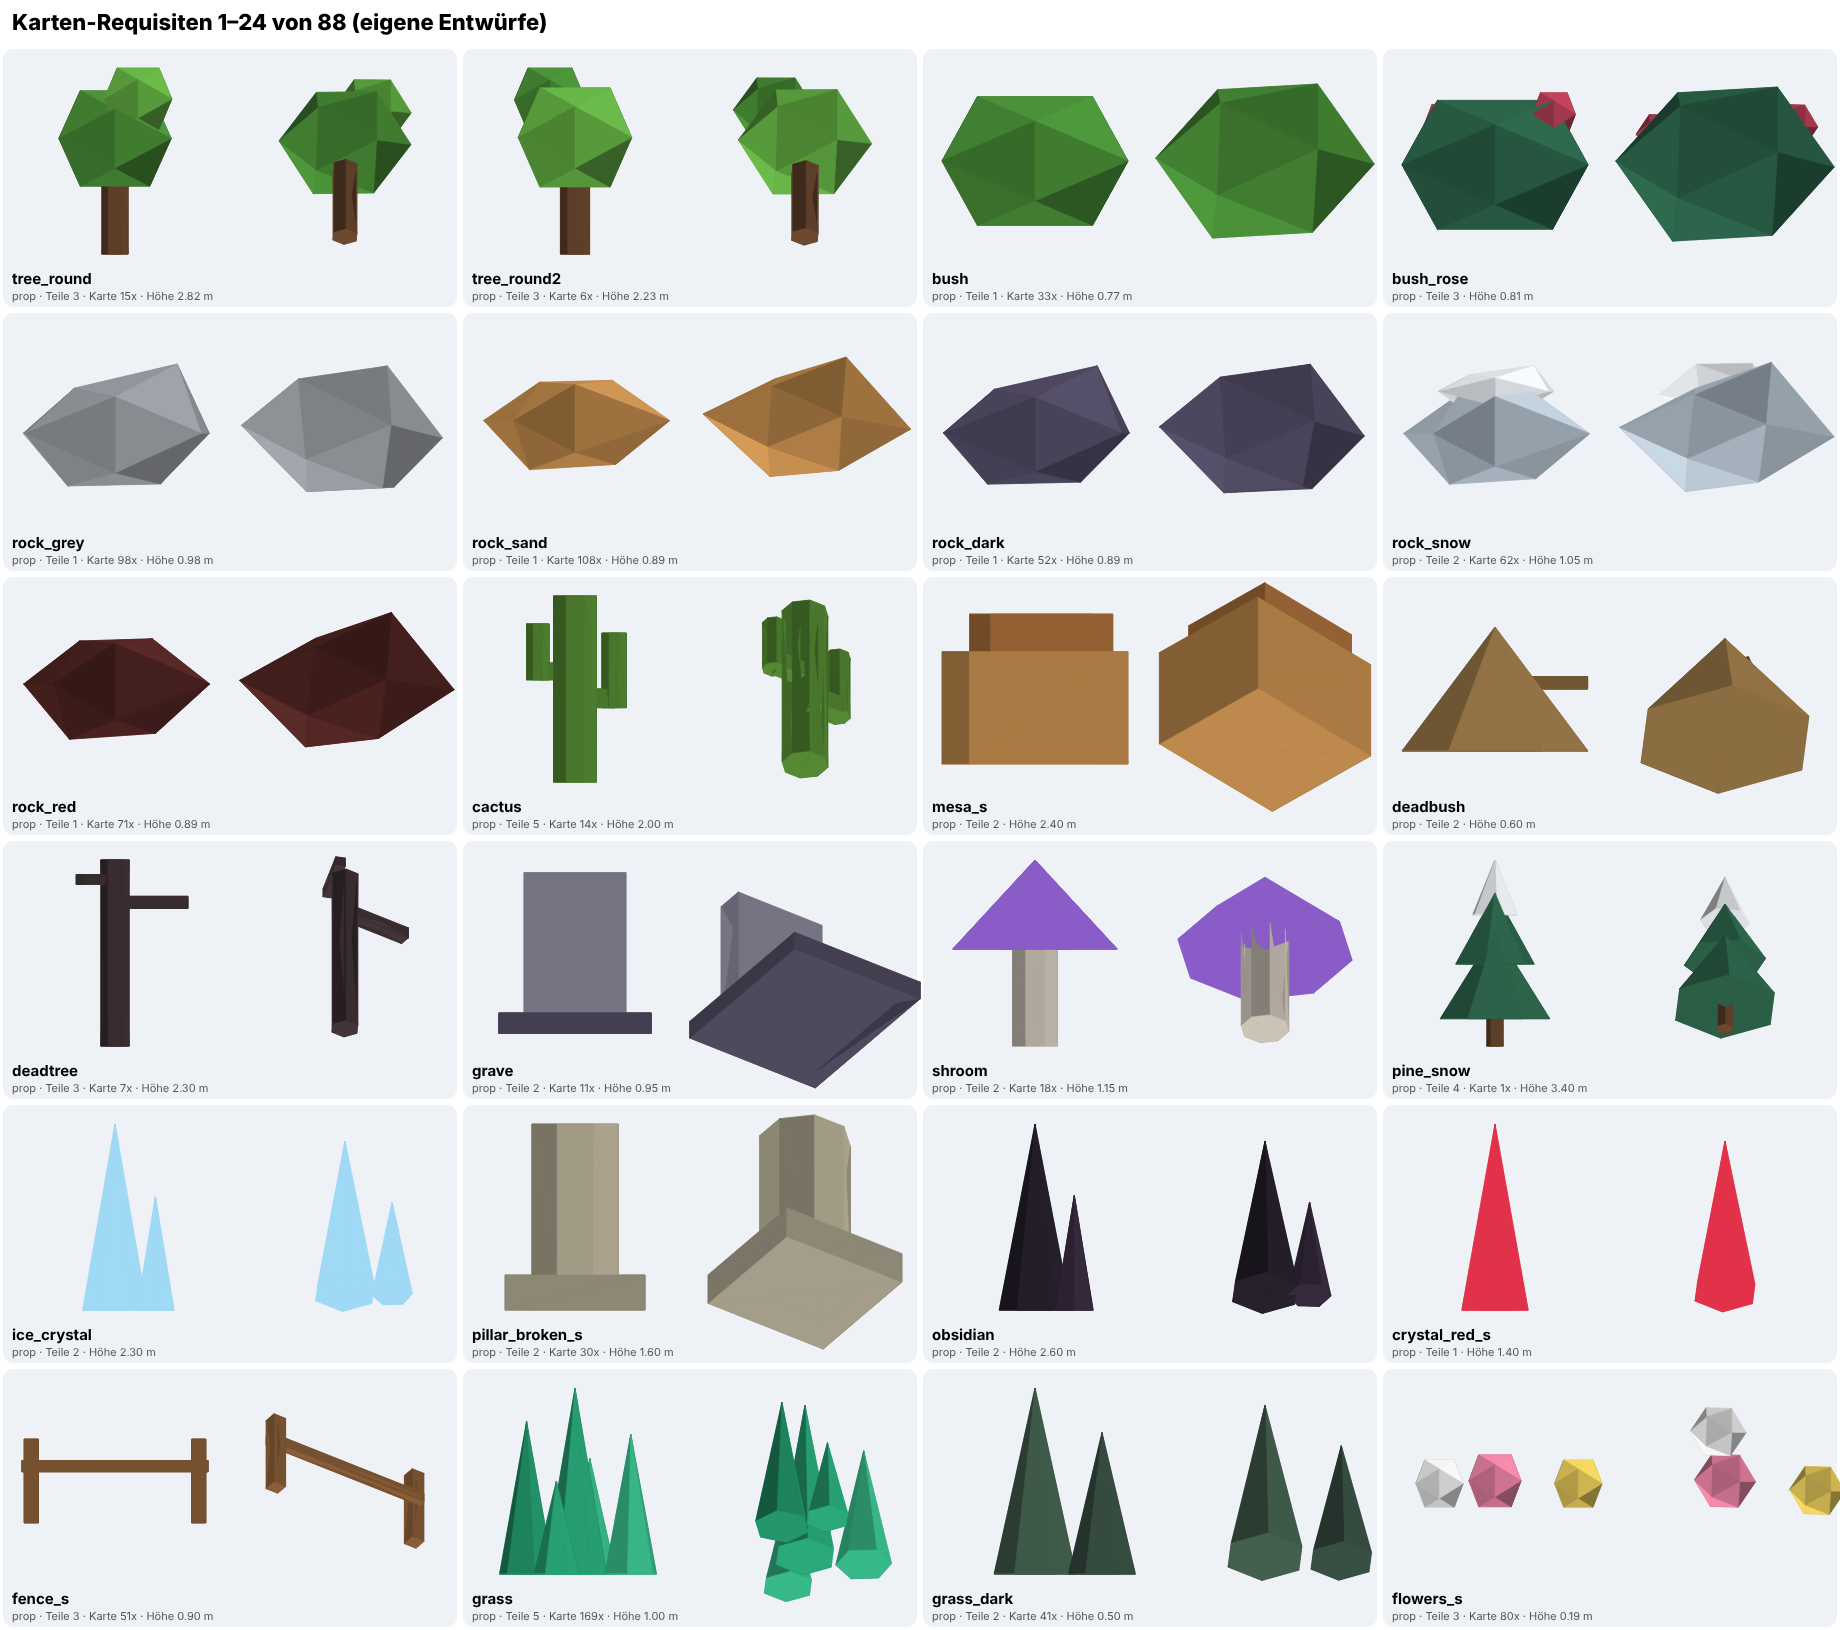 Karten-Requisiten 1–24 von 88 (eigene Entwürfe)
tree_round
prop · Teile 3 · Karte 15x · Höhe 2.82 m
tree_round2
prop · Teile 3 · Karte 6x · Höhe 2.23 m
bush
prop · Teile 1 · Karte 33x · Höhe 0.77 m
bush_rose
prop · Teile 3 · Höhe 0.81 m
rock_grey
prop · Teile 1 · Karte 98x · Höhe 0.98 m
rock_sand
prop · Teile 1 · Karte 108x · Höhe 0.89 m
rock_dark
prop · Teile 1 · Karte 52x · Höhe 0.89 m
rock_snow
prop · Teile 2 · Karte 62x · Höhe 1.05 m
rock_red
prop · Teile 1 · Karte 71x · Höhe 0.89 m
cactus
prop · Teile 5 · Karte 14x · Höhe 2.00 m
mesa_s
prop · Teile 2 · Höhe 2.40 m
deadbush
prop · Teile 2 · Höhe 0.60 m
deadtree
prop · Teile 3 · Karte 7x · Höhe 2.30 m
grave
prop · Teile 2 · Karte 11x · Höhe 0.95 m
shroom
prop · Teile 2 · Karte 18x · Höhe 1.15 m
pine_snow
prop · Teile 4 · Karte 1x · Höhe 3.40 m
ice_crystal
prop · Teile 2 · Höhe 2.30 m
pillar_broken_s
prop · Teile 2 · Karte 30x · Höhe 1.60 m
obsidian
prop · Teile 2 · Höhe 2.60 m
crystal_red_s
prop · Teile 1 · Höhe 1.40 m
fence_s
prop · Teile 3 · Karte 51x · Höhe 0.90 m
grass
prop · Teile 5 · Karte 169x · Höhe 1.00 m
grass_dark
prop · Teile 2 · Karte 41x · Höhe 0.50 m
flowers_s
prop · Teile 3 · Karte 80x · Höhe 0.19 m